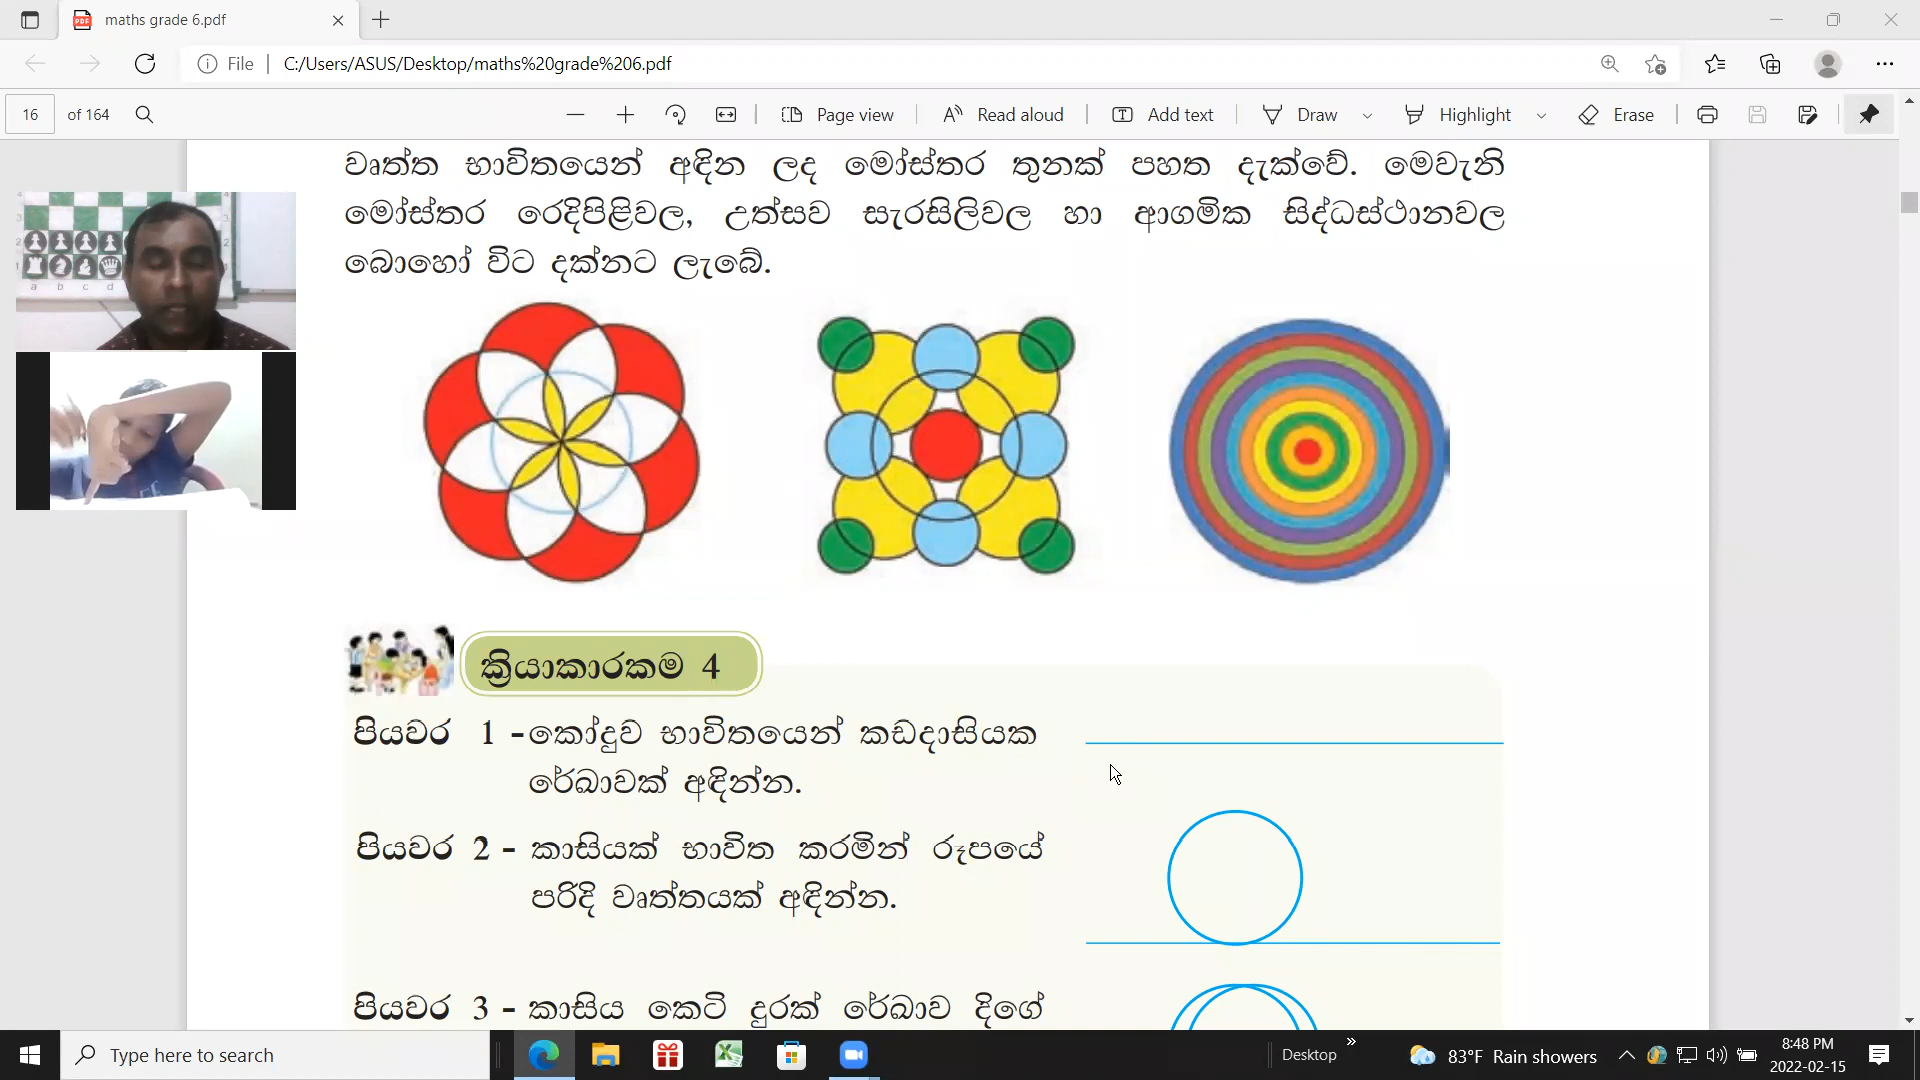 maths grade 6.pdf
File | C:/Users/ASUS/Desktop/maths%20grade%206.pdf
16 of 164 Page view Read aloud Add text Draw Highlight Erase
වෘත්ත භාවිතයෙන් අඳින ලද මෝස්තර තුනක් පහත දැක්වේ. මෙවැනි
මෝස්තර රෙදිපිළිවල, උත්සව සැරසිලිවල හා ආගමික සිද්ධස්ථානවල
බොහෝ විට දක්නට ලැබේ.
a b c d
ක්‍රියාකාරකම 4
පියවර 1 - කෝදුව භාවිතයෙන් කඩදාසියක
රේඛාවක් අඳින්න.
පියවර 2 - කාසියක් භාවිත කරමින් රූපයේ
පරිදි වෘත්තයක් අඳින්න.
පියවර 3 - කාසිය කෙටි දුරක් රේඛාව දිගේ
Type here to search
Desktop
83°F Rain showers
8:48 PM
2022-02-15